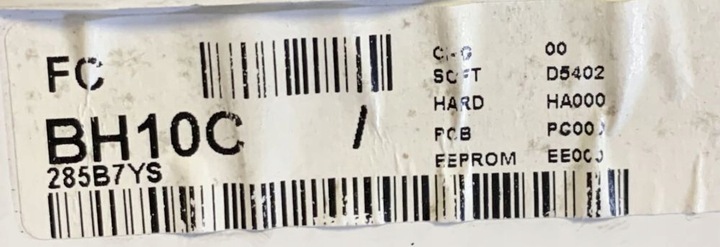 FC
BH10C /
285B7YS
00
SOFT D5402
HARD HA000
PCB
EEPROM